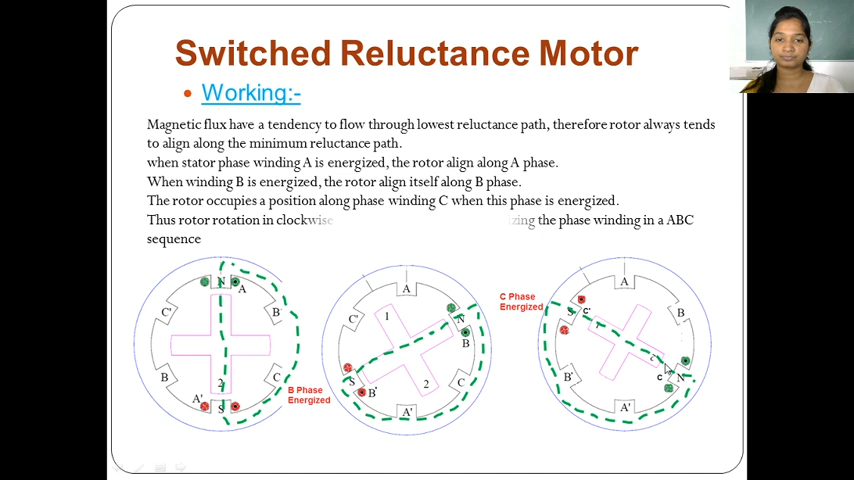 Switched Reluctance Motor
• Working:-
Magnetic flux have a tendency to flow through lowest reluctance path, therefore rotor always tends
to align along the minimum reluctance path.
when stator phase winding A is energized, the rotor align along A phase.
When winding B is energized, the rotor align itself along B phase.
The rotor occupies a position along phase winding C when this phase is energized.
Thus rotor rotation in clockwise zing the phase winding in a ABC
sequence
N
A
C'
B'
B
C
2
A'
S
B Phase
Energized
A
C'
1
N
B
S
B'
2
C
A'
C Phase
Energized
A
S
C'
B
B'
C
N
A'